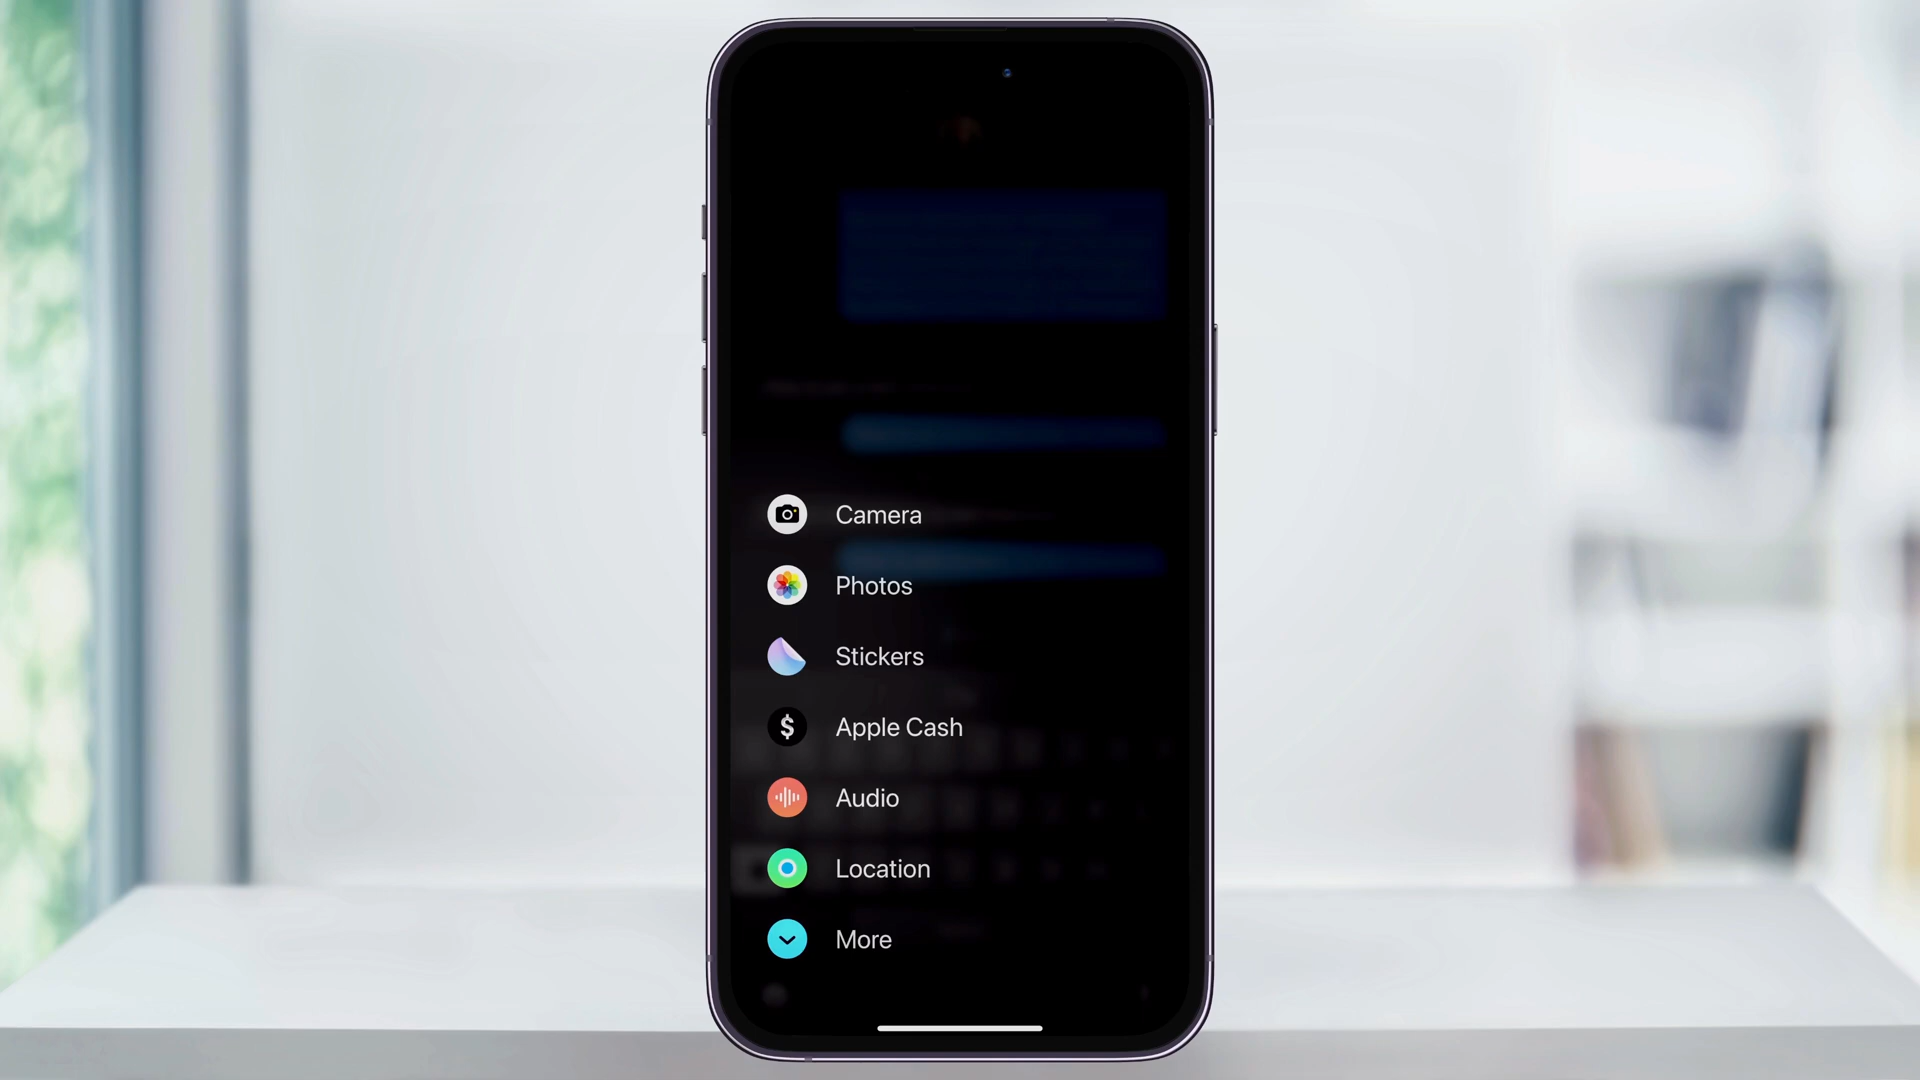 Camera
Photos
Stickers
$
Apple Cash
Audio
Location
More